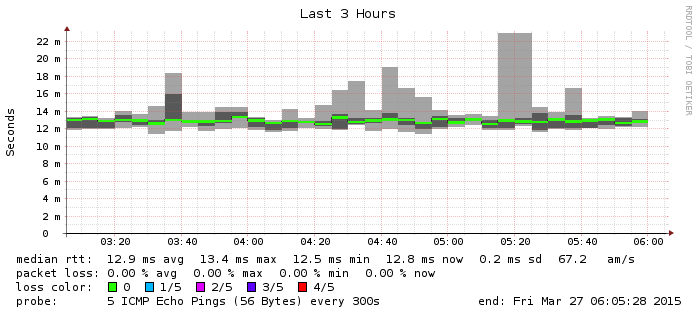 Last 3 Hours
RRDTOOL / TOBI OETIKER
Seconds
22 m
20 m
18 m
16 m
14 m
12 m
10 m
8 m
6 m
4 m
2 m
0
03:20 03:40 04:00 04:20 04:40 05:00 05:20 05:40 06:00
median rtt: 12.9 ms avg 13.4 ms max 12.5 ms min 12.8 ms now 0.2 ms sd 67.2 am/s
packet loss: 0.00 % avg 0.00 % max 0.00 % min 0.00 % now
loss color: 0 1/5 2/5 3/5 4/5
probe: 5 ICMP Echo Pings (56 Bytes) every 300s end: Fri Mar 27 06:05:28 2015